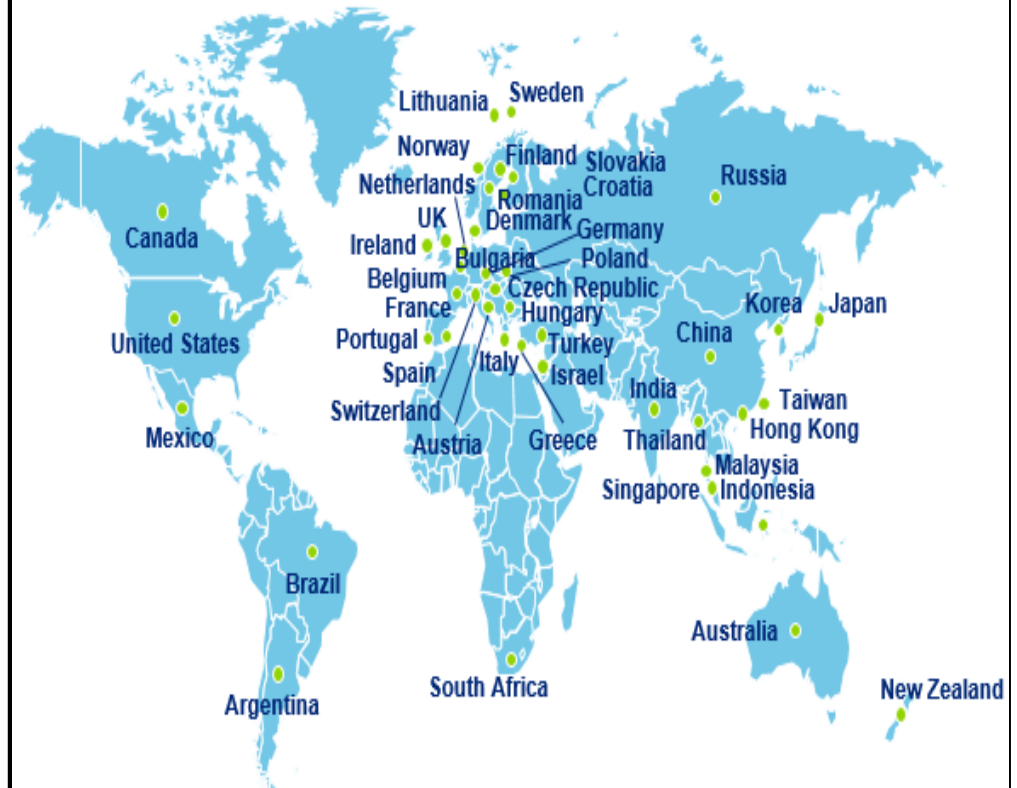 Lithuania
Sweden
Norway
Finland
Slovakia
Netherlands
Croatia
Russia
Romania
UK
Denmark
Canada
Ireland
Germany
Bulgaria
Poland
Belgium
Czech Republic
France
Hungary
Korea
Japan
United States
Portugal
China
Turkey
Italy
Spain
Israel
India
Taiwan
Switzerland
Hong Kong
Mexico
Austria
Greece
Thailand
Malaysia
Singapore
Indonesia
Brazil
Australia
South Africa
New Zealand
Argentina